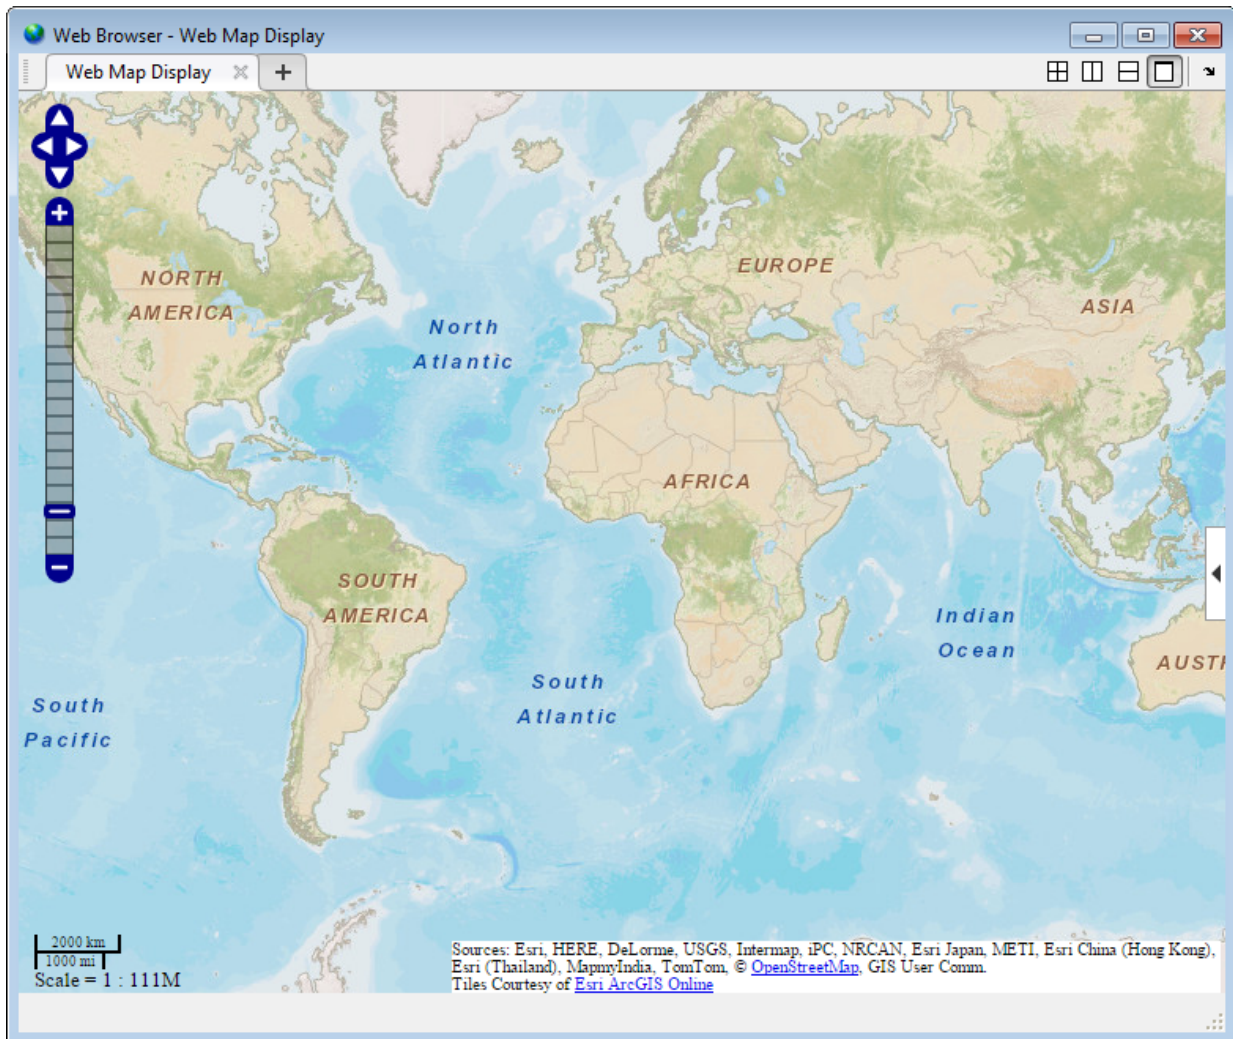 Web Browser - Web Map Display
Web Map Display
NORTH
AMERICA
North
Atlantic
EUROPE
ASIA
AFRICA
SOUTH
AMERICA
Indian
Ocean
AUSTR
South
Atlantic
South
Pacific
2000 km
1000 mi
Scale = 1 : 111M
Sources: Esri, HERE, DeLorme, USGS, Intermap, iPC, NRCAN, Esri Japan, METI, Esri China (Hong Kong),
Esri (Thailand), MapmyIndia, TomTom, © OpenStreetMap, GIS User Comm.
Tiles Courtesy of Esri ArcGIS Online